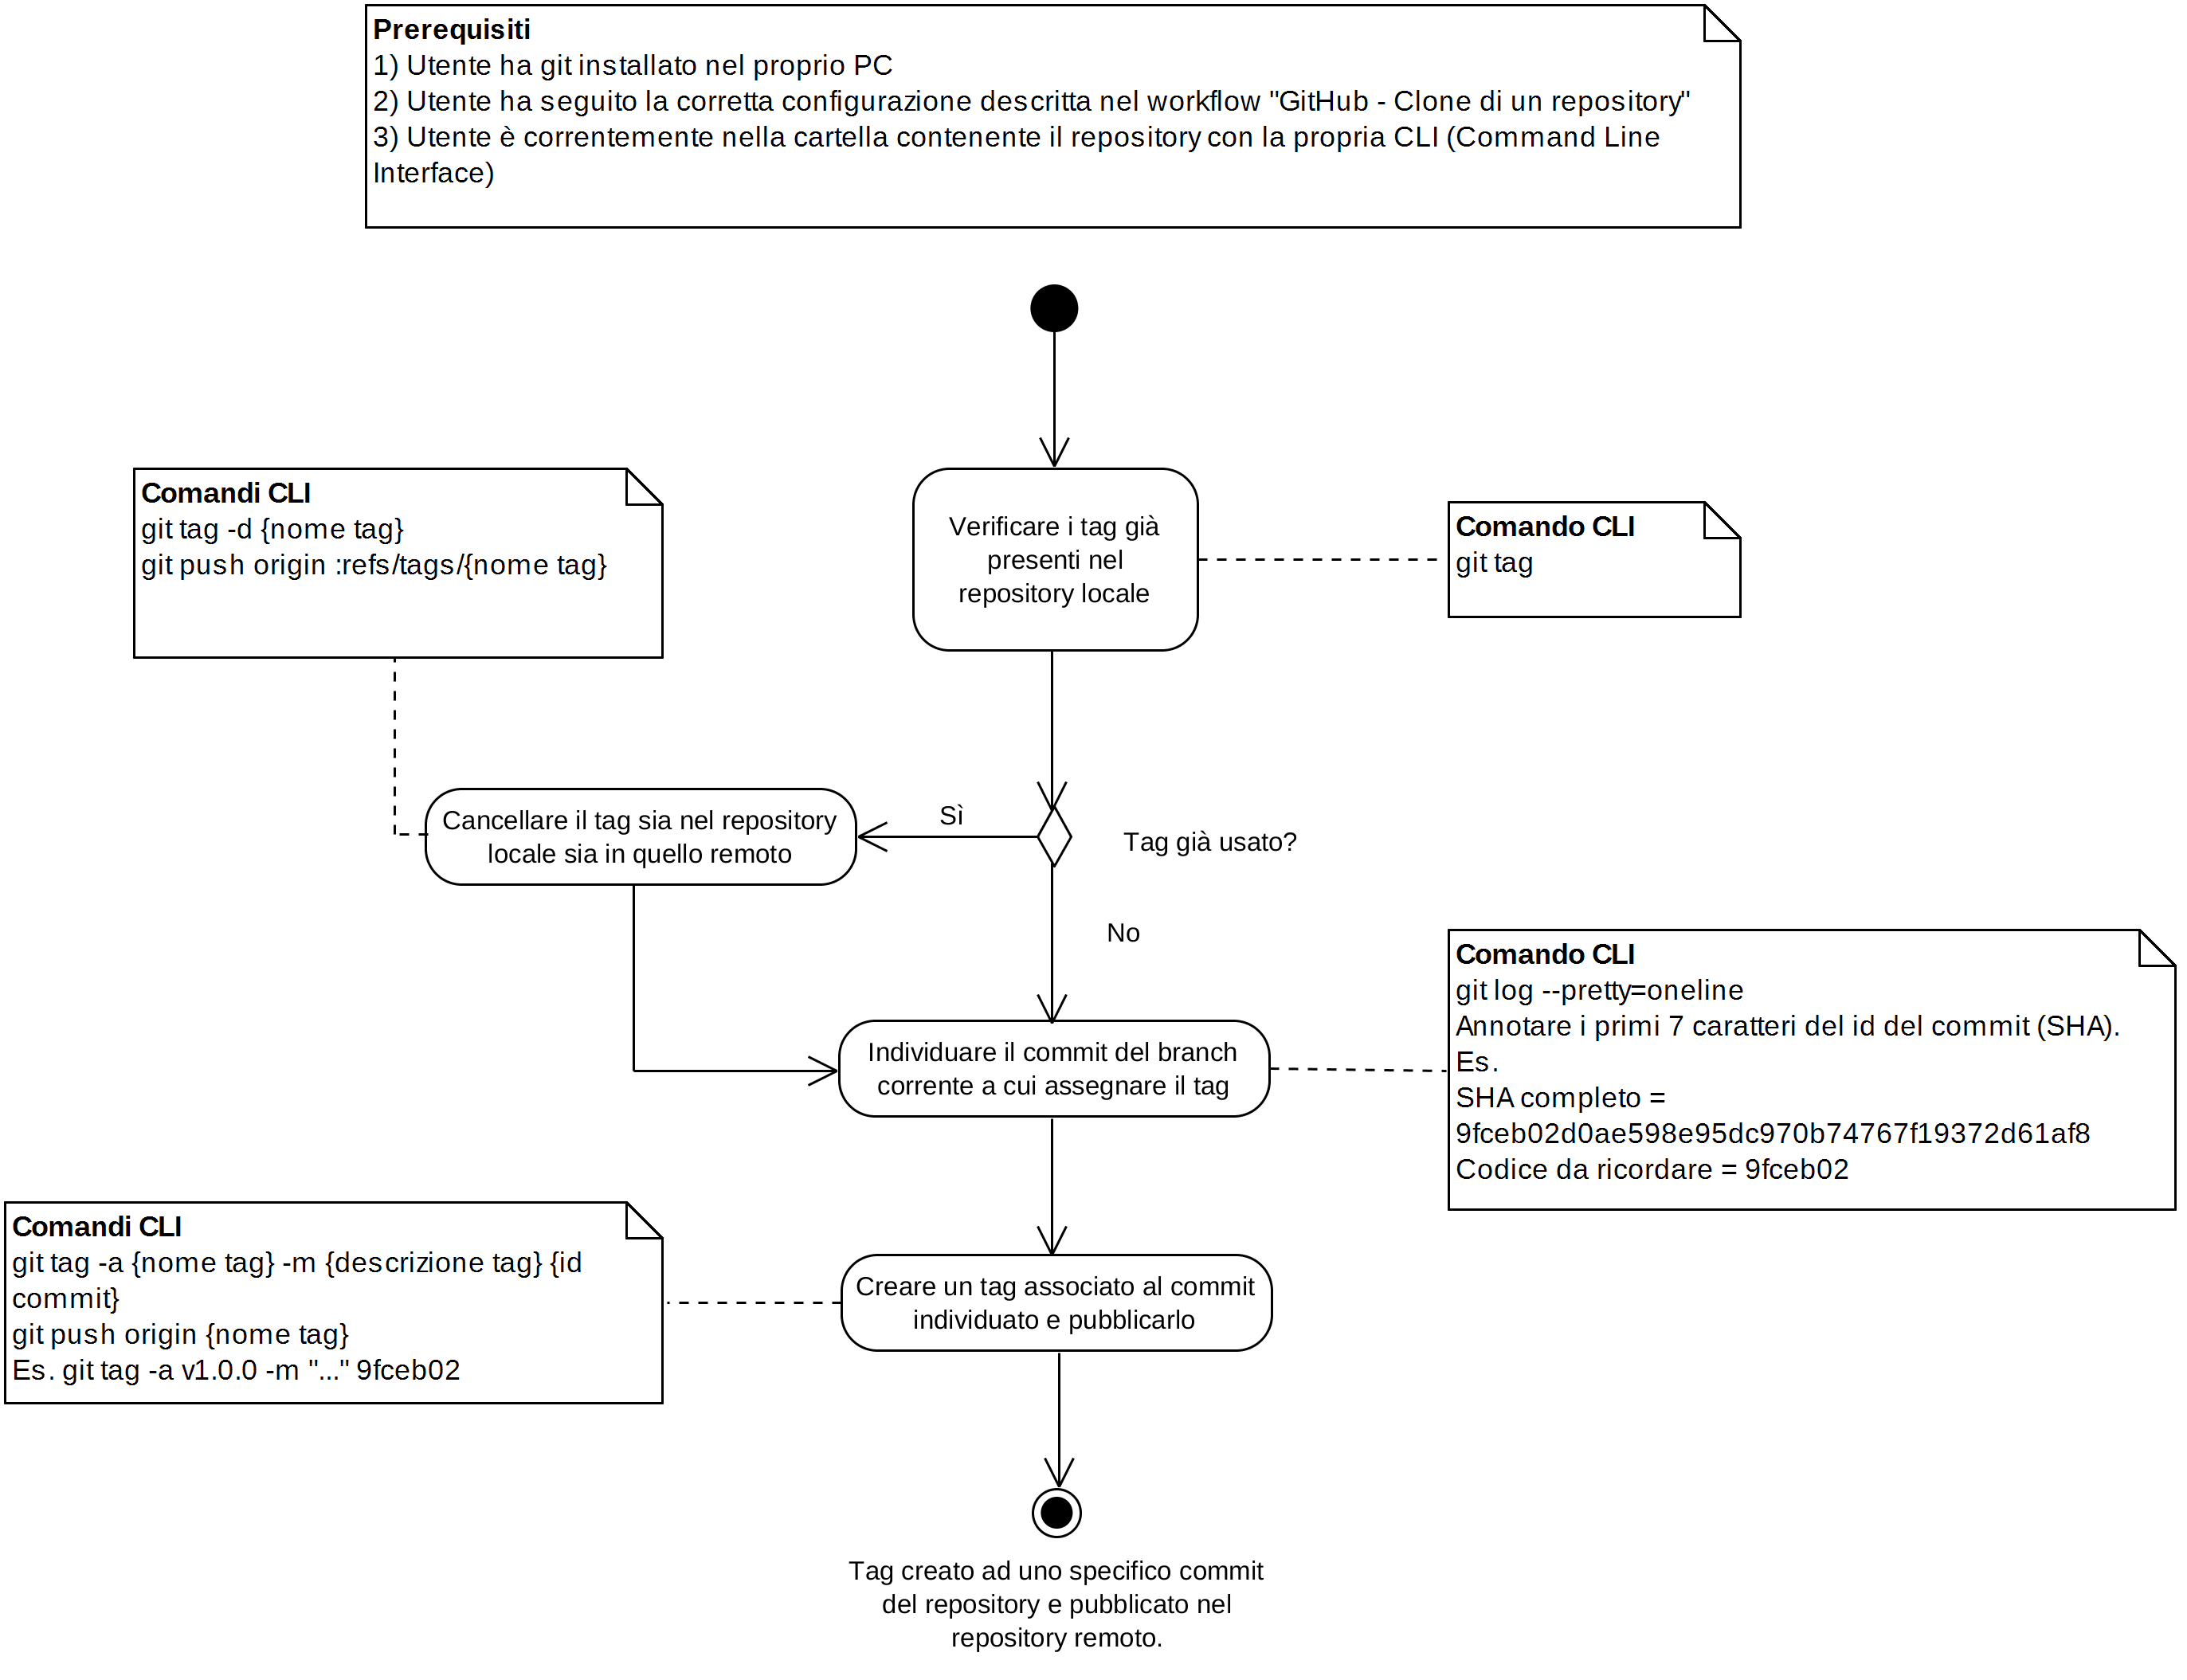 Prerequisiti
1) Utente ha git installato nel proprio PC
2) Utente ha seguito la corretta configurazione descritta nel workflow "GitHub - Clone di un repository"
3) Utente è correntemente nella cartella contenente il repository con la propria CLI (Command Line
Interface)
Comandi CLI
git tag -d {nome tag}
git push origin :refs/tags/{nome tag}
Verificare i tag già
presenti nel
repository locale
Comando CLI
git tag
Cancellare il tag sia nel repository
locale sia in quello remoto
Sì
Tag già usato?
No
Individuare il commit del branch
corrente a cui assegnare il tag
Comando CLI
git log --pretty=oneline
Annotare i primi 7 caratteri del id del commit (SHA).
Es.
SHA completo =
9fceb02d0ae598e95dc970b74767f19372d61af8
Codice da ricordare = 9fceb02
Comandi CLI
git tag -a {nome tag} -m {descrizione tag} {id
commit}
git push origin {nome tag}
Es. git tag -a v1.0.0 -m "..." 9fceb02
Creare un tag associato al commit
individuato e pubblicarlo
Tag creato ad uno specifico commit
del repository e pubblicato nel
repository remoto.